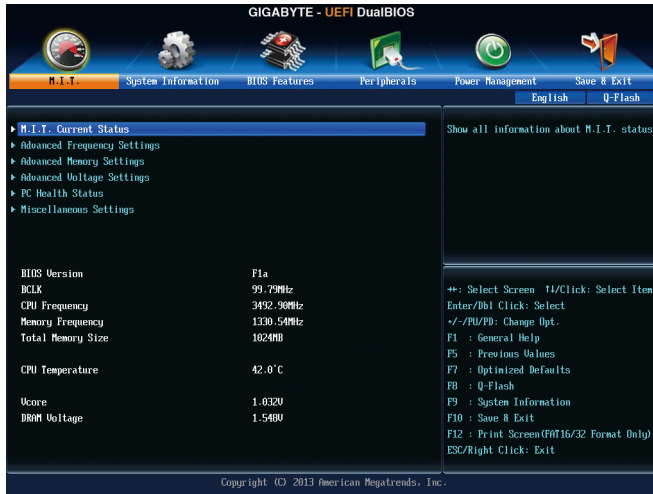 GIGABYTE - UEFI DualBIOS
M.I.T. System Information BIOS Features Peripherals Power Management Save & Exit
English Q-Flash
M.I.T. Current Status
Show all information about M.I.T. status
Advanced Frequency Settings
Advanced Memory Settings
Advanced Voltage Settings
PC Health Status
Miscellaneous Settings
BIOS Version F1a
BCLK 99.79MHz
CPU Frequency 3492.90MHz
Memory Frequency 1330.54MHz
Total Memory Size 1024MB
CPU Temperature 42.0°C
Vcore 1.032V
DRAM Voltage 1.548V
→←: Select Screen ↑↓/Click: Select Item
Enter/Dbl Click: Select
+/-/PU/PD: Change Opt.
F1 : General Help
F5 : Previous Values
F7 : Optimized Defaults
F8 : Q-Flash
F9 : System Information
F10 : Save & Exit
F12 : Print Screen(FAT16/32 Format Only)
ESC/Right Click: Exit
Copyright (C) 2013 American Megatrends, Inc.